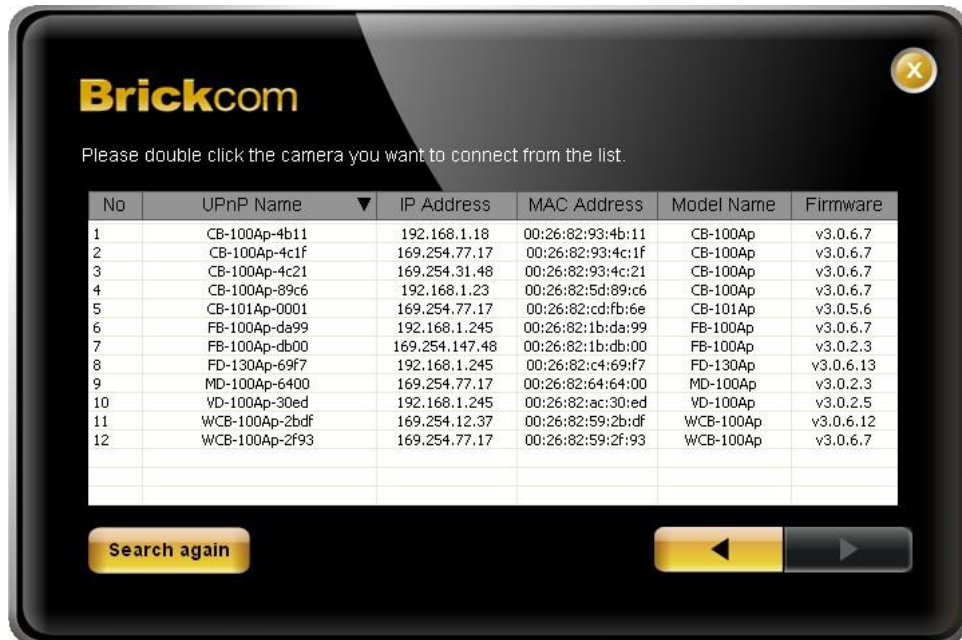 X
Brickcom
Please double click the camera you want to connect from the list.
No UPnP Name ▼ IP Address MAC Address Model Name Firmware
1 CB-100Ap-4b11 192.168.1.18 00:26:82:93:4b:11 CB-100Ap v3.0.6.7
2 CB-100Ap-4c1f 169.254.77.17 00:26:82:93:4c:1f CB-100Ap v3.0.6.7
3 CB-100Ap-4c21 169.254.31.48 00:26:82:93:4c:21 CB-100Ap v3.0.6.7
4 CB-100Ap-89c6 192.168.1.23 00:26:82:5d:89:c6 CB-100Ap v3.0.6.7
5 CB-101Ap-0001 169.254.77.17 00:26:82:cd:fb:6e CB-101Ap v3.0.5.6
6 FB-100Ap-da99 192.168.1.245 00:26:82:1b:da:99 FB-100Ap v3.0.6.7
7 FB-100Ap-db00 169.254.147.48 00:26:82:1b:db:00 FB-100Ap v3.0.2.3
8 FD-130Ap-69f7 192.168.1.245 00:26:82:c4:69:f7 FD-130Ap v3.0.6.13
9 MD-100Ap-6400 169.254.77.17 00:26:82:64:64:00 MD-100Ap v3.0.2.3
10 VD-100Ap-30ed 192.168.1.245 00:26:82:ac:30:ed VD-100Ap v3.0.2.5
11 WCB-100Ap-2bdf 169.254.12.37 00:26:82:59:2b:df WCB-100Ap v3.0.6.12
12 WCB-100Ap-2f93 169.254.77.17 00:26:82:59:2f:93 WCB-100Ap v3.0.6.7
Search again